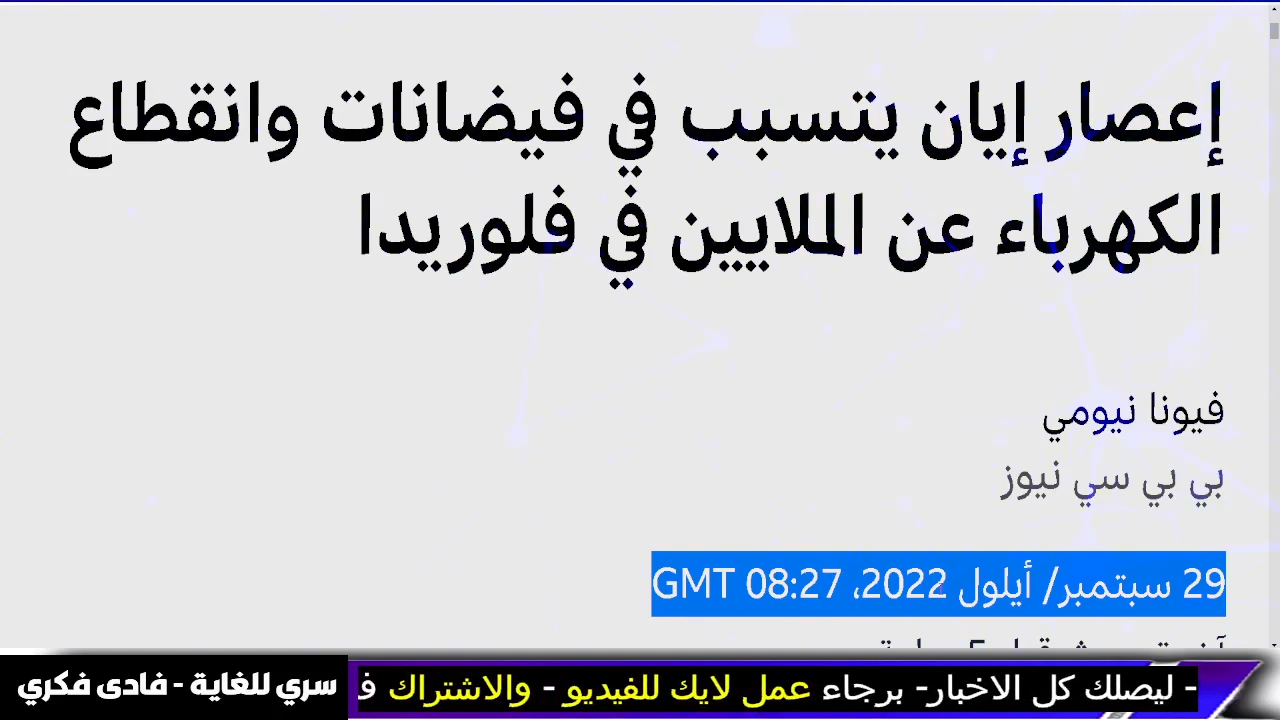 إعصار إيان يتسبب في فيضانات وانقطاع
الكهرباء عن الملايين في فلوريدا
فيونا نيومي
بي بي سي نيوز
29 سبتمبر/ أيلول 2022، 08:27 GMT
سري للغاية - فادى فكري
- ليصلك كل الاخبار- برجاء عمل لايك للفيديو - والاشتراك